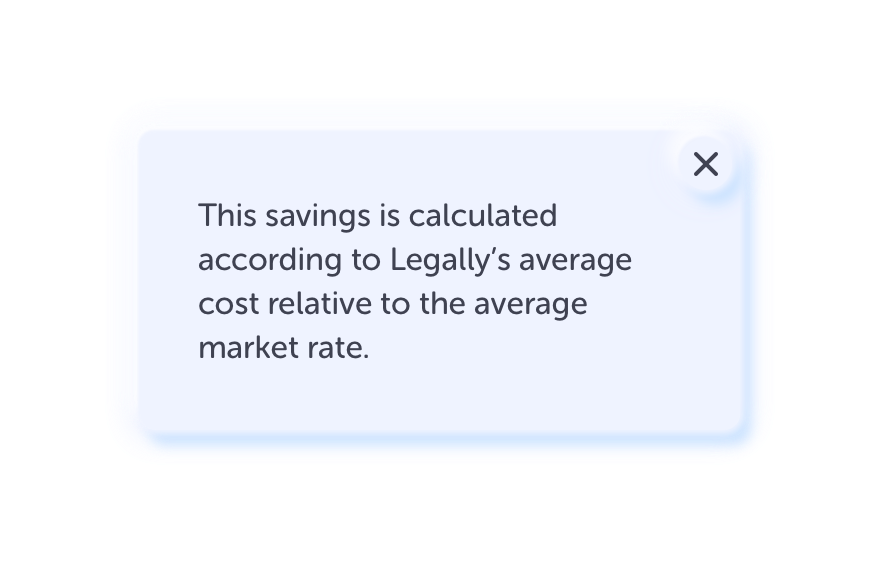 This savings is calculated
according to Legally’s average
cost relative to the average
market rate.